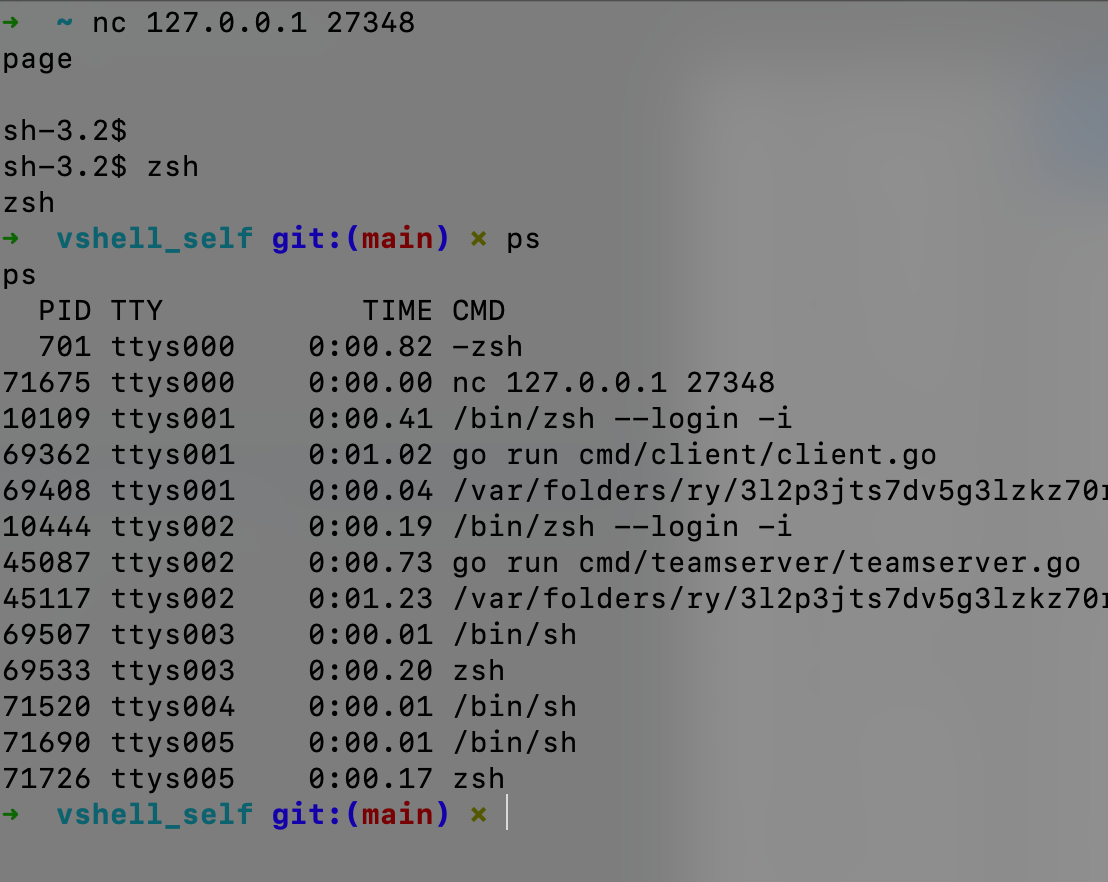 → ~ nc 127.0.0.1 27348
page
sh-3.2$
sh-3.2$ zsh
zsh
→ vshell_self git:(main) × ps
ps
PID TTY TIME CMD
701 ttys000 0:00.82 -zsh
71675 ttys000 0:00.00 nc 127.0.0.1 27348
10109 ttys001 0:00.41 /bin/zsh --login -i
69362 ttys001 0:01.02 go run cmd/client/client.go
69408 ttys001 0:00.04 /var/folders/ry/3l2p3jts7dv5g3lzkz70
10444 ttys002 0:00.19 /bin/zsh --login -i
45087 ttys002 0:00.73 go run cmd/teamserver/teamserver.go
45117 ttys002 0:01.23 /var/folders/ry/3l2p3jts7dv5g3lzkz70
69507 ttys003 0:00.01 /bin/sh
69533 ttys003 0:00.20 zsh
71520 ttys004 0:00.01 /bin/sh
71690 ttys005 0:00.01 /bin/sh
71726 ttys005 0:00.17 zsh
→ vshell_self git:(main) ×